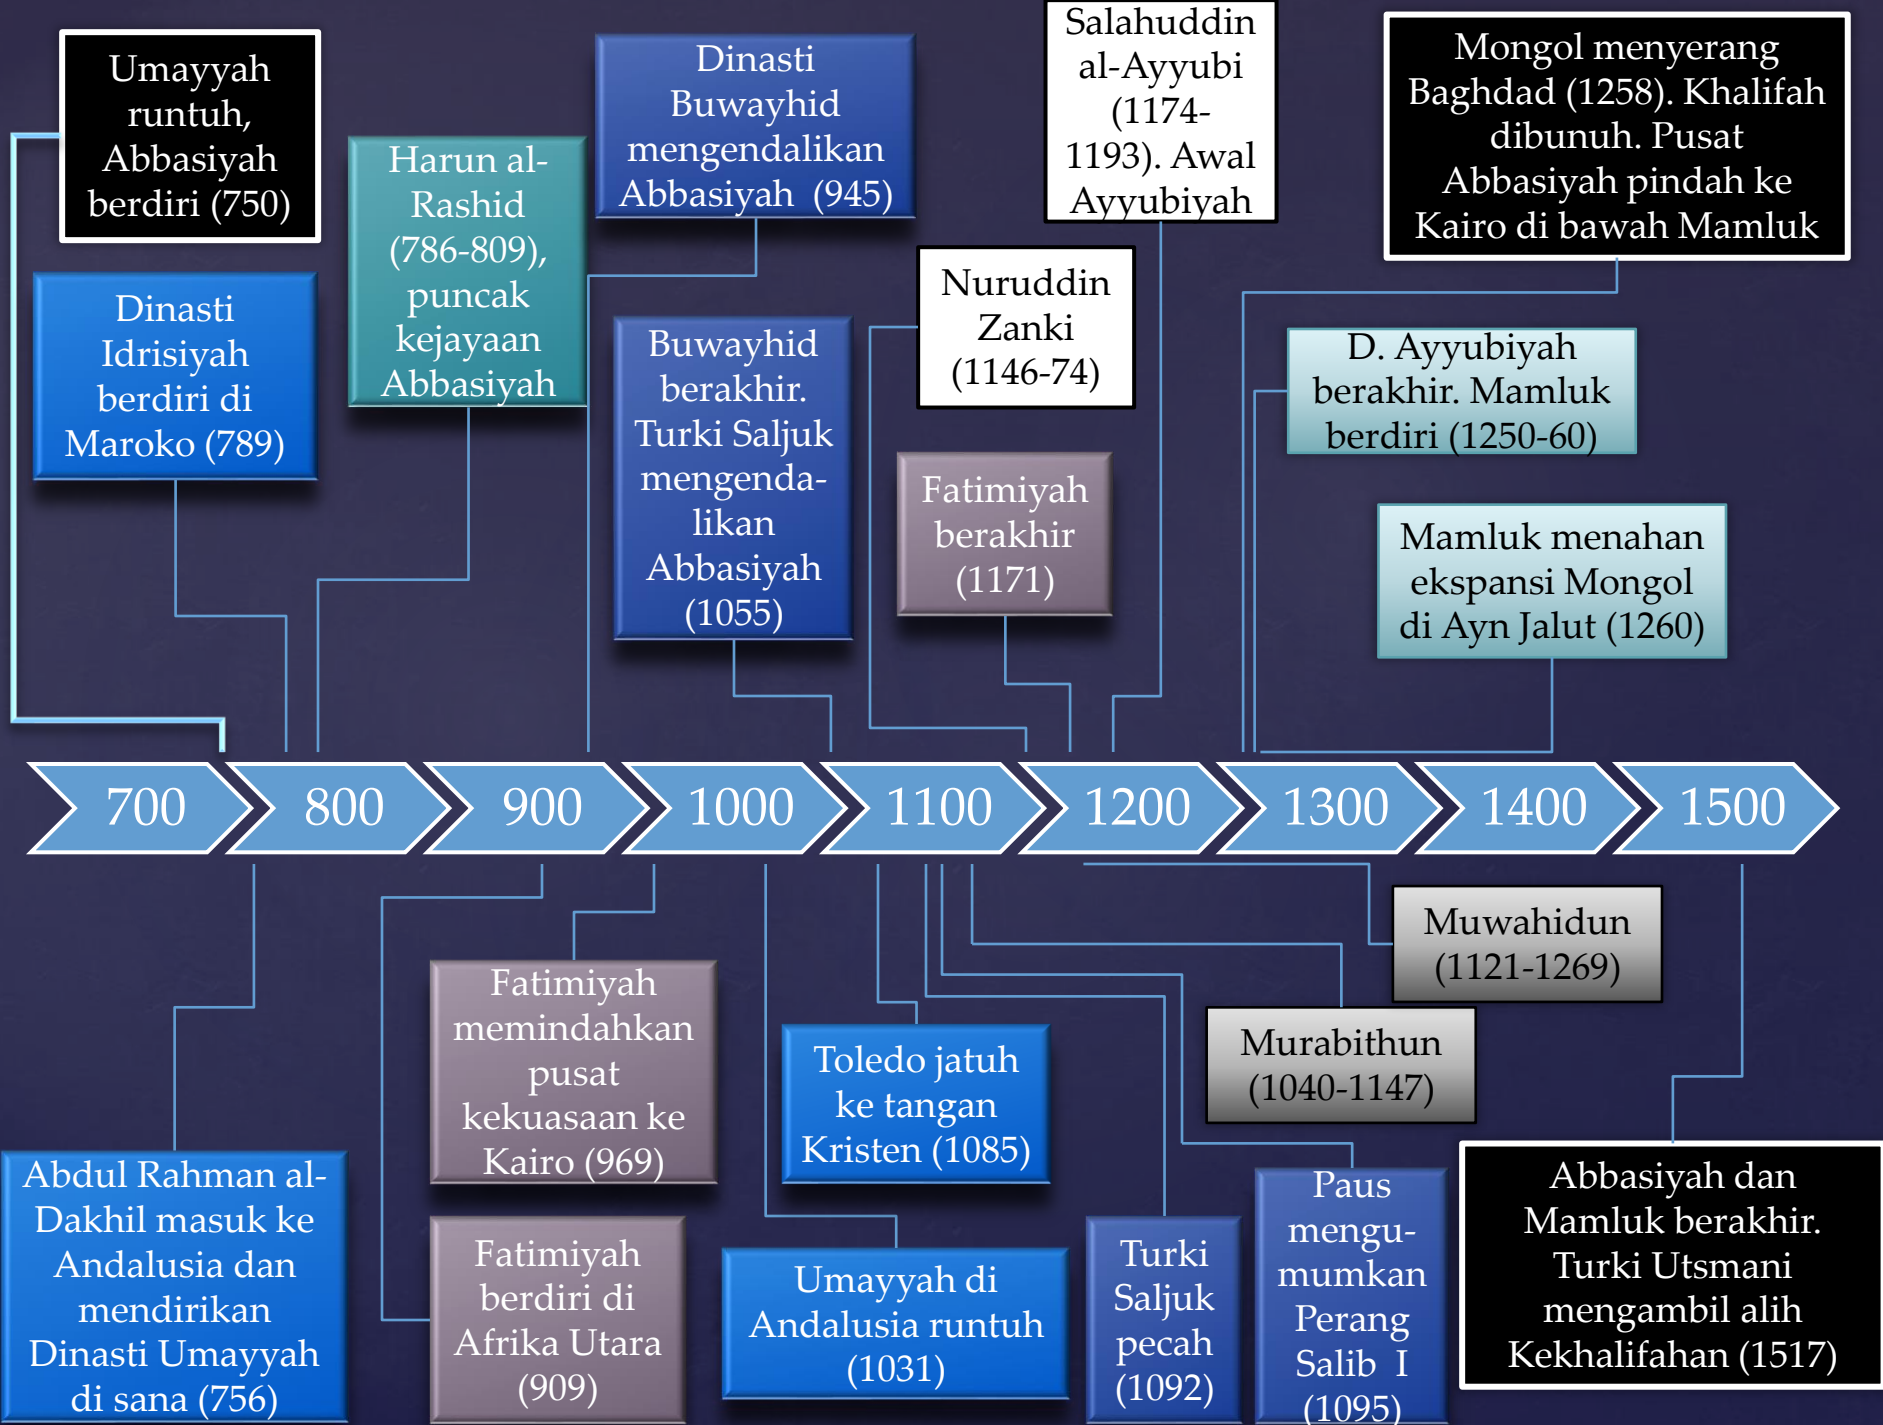 Umayyah
runtuh,
Abbasiyah
berdiri (750)
Dinasti
Idrisiyah
berdiri di
Maroko (789)
Harun al-
Rashid
(786-809),
puncak
kejayaan
Abbasiyah
Dinasti
Buwayhid
mengendalikan
Abbasiyah (945)
Buwayhid
berakhir.
Turki Saljuk
mengenda-
likan
Abbasiyah
(1055)
Nuruddin
Zanki
(1146-74)
Fatimiyah
berakhir
(1171)
Salahuddin
al-Ayyubi
(1174-
1193). Awal
Ayyubiyah
Mongol menyerang
Baghdad (1258). Khalifah
dibunuh. Pusat
Abbasiyah pindah ke
Kairo di bawah Mamluk
D. Ayyubiyah
berakhir. Mamluk
berdiri (1250-60)
Mamluk menahan
ekspansi Mongol
di Ayn Jalut (1260)
700 800 900 1000 1100 1200 1300 1400 1500
Abdul Rahman al-
Dakhil masuk ke
Andalusia dan
mendirikan
Dinasti Umayyah
di sana (756)
Fatimiyah
memindahkan
pusat
kekuasaan ke
Kairo (969)
Fatimiyah
berdiri di
Afrika Utara
(909)
Toledo jatuh
ke tangan
Kristen (1085)
Umayyah di
Andalusia runtuh
(1031)
Turki
Saljuk
pecah
(1092)
Paus
mengu-
mumkan
Perang
Salib I
(1095)
Murabithun
(1040-1147)
Muwahidun
(1121-1269)
Abbasiyah dan
Mamluk berakhir.
Turki Utsmani
mengambil alih
Kekhalifahan (1517)